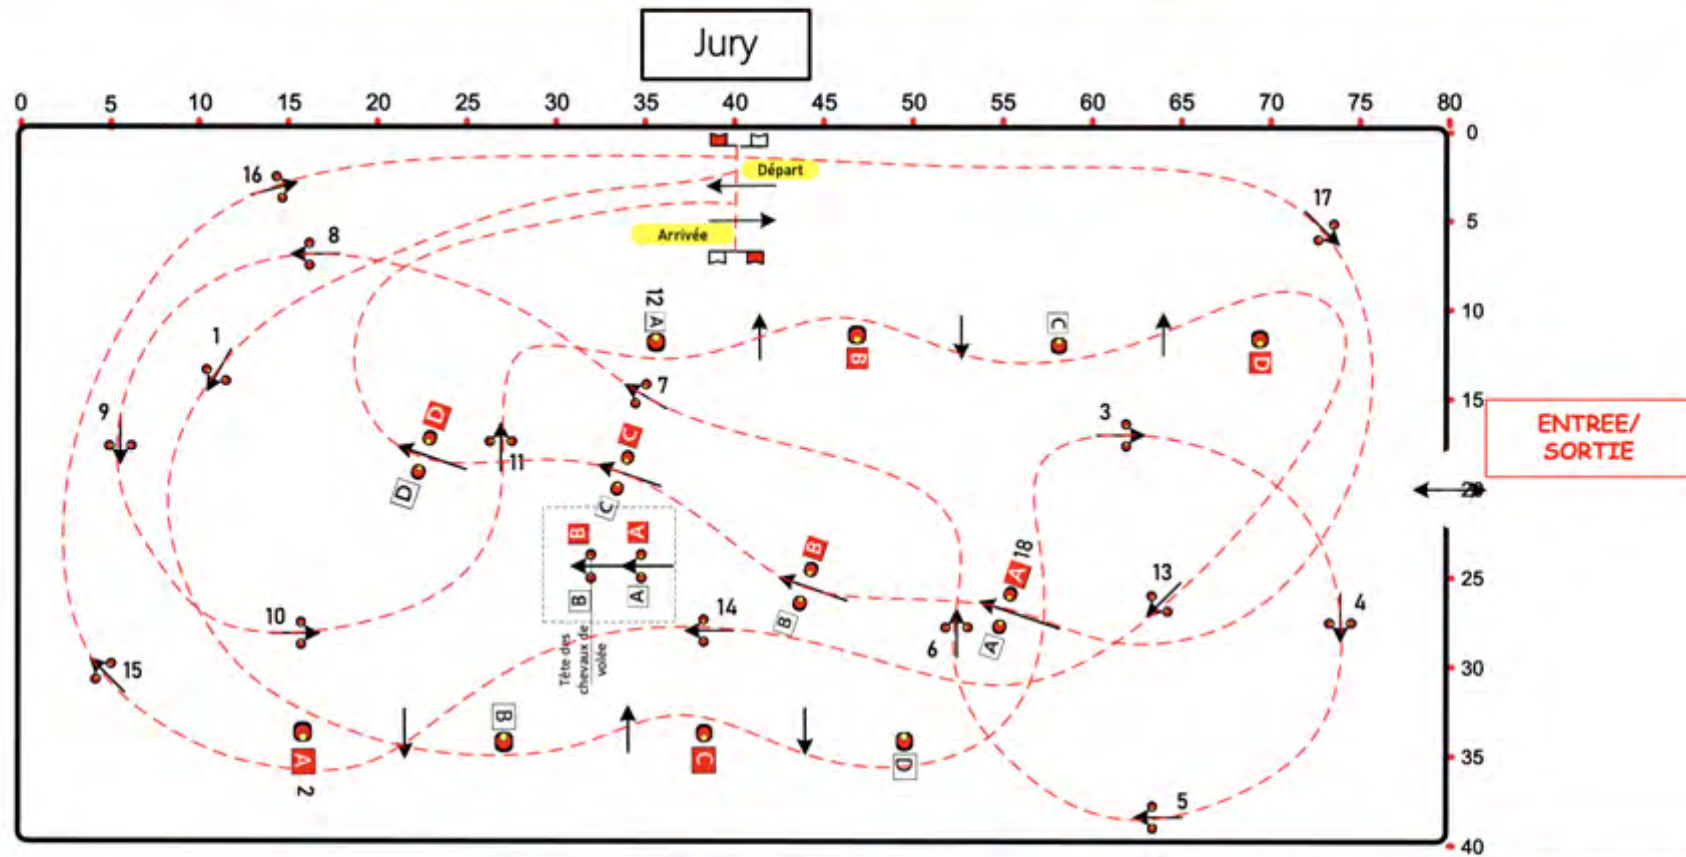 Jury
0 5 10 15 20 25 30 35 40 45 50 55 60 65 70 75 80
0
16
Départ
17
8
5
Arrivée
12
A
C
10
1
B
D
7
15
9
3
ENTREE/
SORTIE
D
C
11
D
C
20
B
A
B
18
A
13
25
B
A
14
4
10
B
A
6
Tête des
chevaux de
volée
15
30
B
A
C
D
35
2
5
40